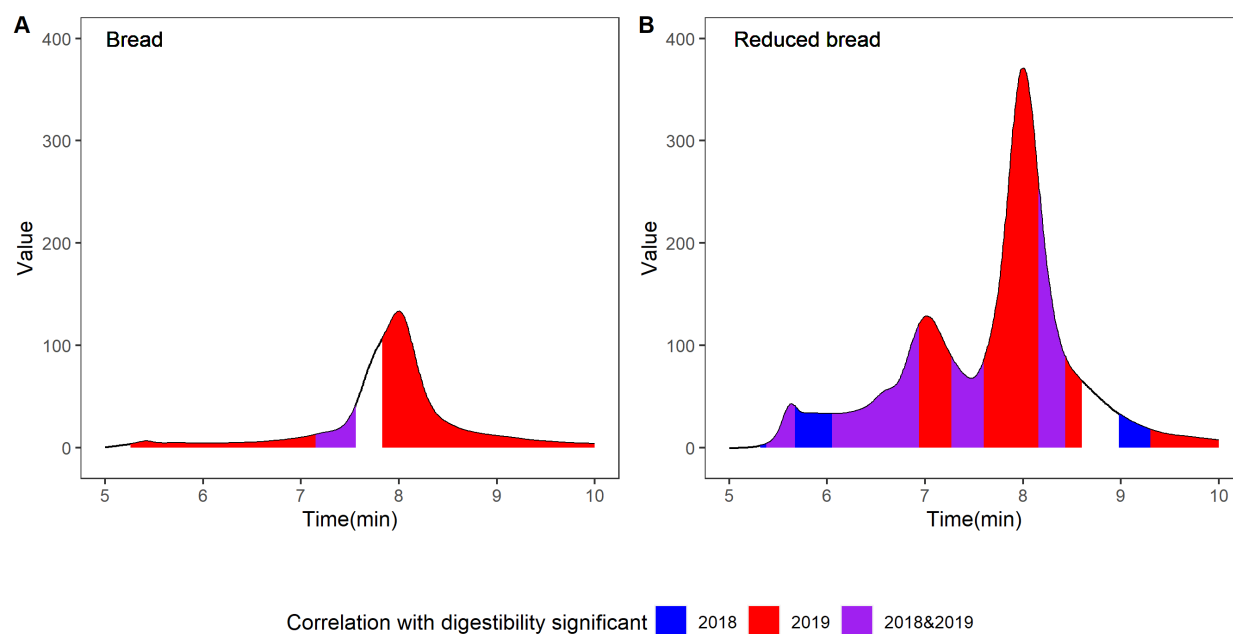 A
Bread
400
300
200
100
0
Value
5 6 7 8 9 10
Time(min)
B
Reduced bread
400
300
200
100
0
Value
5 6 7 8 9 10
Time(min)
Correlation with digestibility significant 2018 2019 2018&2019